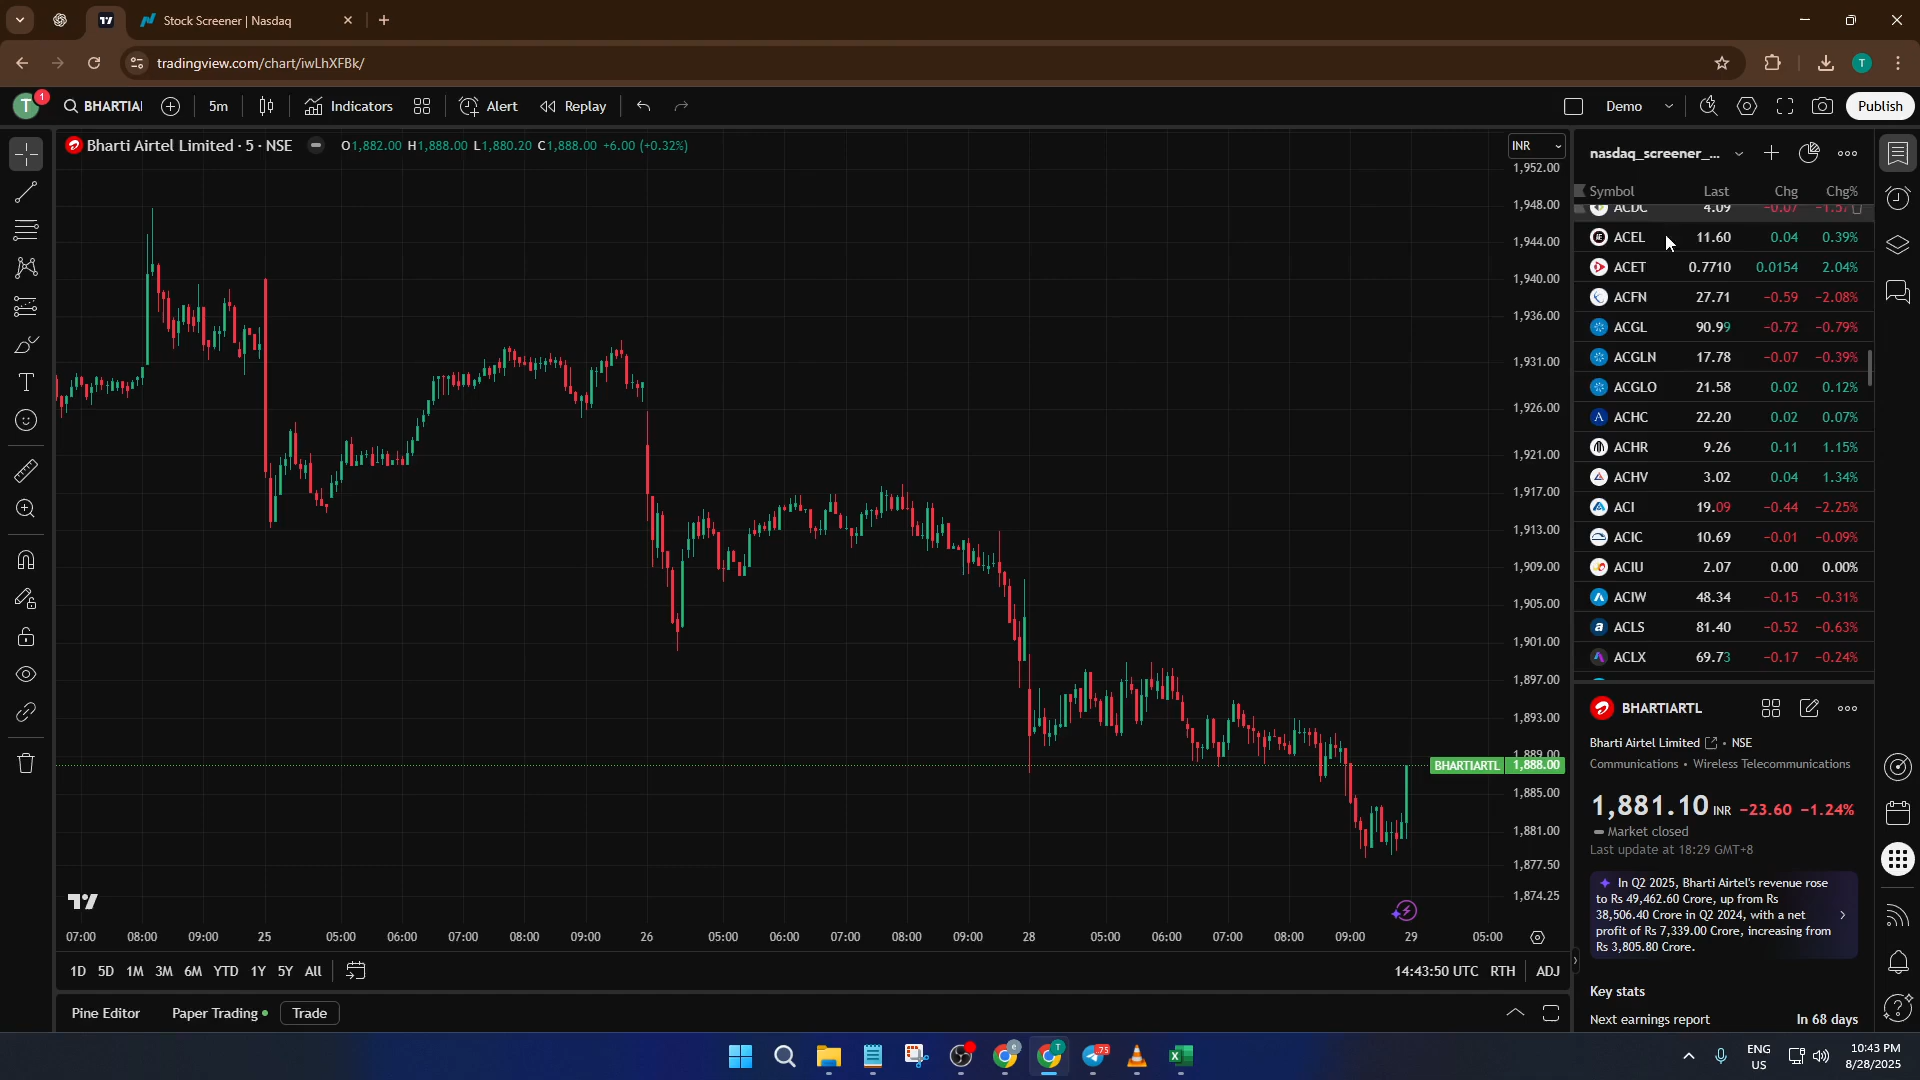 Stock Screener | Nasdaq
tradingview.com/chart/iwLhXFBk/
T 1 BHARTIA 5m Indicators Alert Replay Demo Publish
Bharti Airtel Limited · 5 · NSE O1,882.00 H1,888.00 L1,880.20 C1,888.00 +6.00 (+0.32%)
INR
1,952.00
1,948.00
1,944.00
1,940.00
1,936.00
1,931.00
1,926.00
1,921.00
1,917.00
1,913.00
1,909.00
1,905.00
1,901.00
1,897.00
1,893.00
1,889.00
BHARTIARTL 1,888.00
1,885.00
1,881.00
1,877.50
1,874.25
07:00 08:00 09:00 25 05:00 06:00 07:00 08:00 09:00 26 05:00 06:00 07:00 08:00 09:00 28 05:00 06:00 07:00 08:00 09:00 29 05:00
1D 5D 1M 3M 6M YTD 1Y 5Y All 14:43:50 UTC RTH ADJ
Pine Editor Paper Trading Trade
nasdaq_screener_...
Symbol Last Chg Chg%
ACDC 4.09 −0.07 −1.57
ACEL 11.60 0.04 0.39%
ACET 0.7710 0.0154 2.04%
ACFN 27.71 −0.59 −2.08%
ACGL 90.99 −0.72 −0.79%
ACGLN 17.78 −0.07 −0.39%
ACGLO 21.58 0.02 0.12%
ACHC 22.20 0.02 0.07%
ACHR 9.26 0.11 1.15%
ACHV 3.02 0.04 1.34%
ACI 19.09 −0.44 −2.25%
ACIC 10.69 −0.01 −0.09%
ACIU 2.07 0.00 0.00%
ACIW 48.34 −0.15 −0.31%
ACLS 81.40 −0.52 −0.63%
ACLX 69.73 −0.17 −0.24%
BHARTIARTL
Bharti Airtel Limited • NSE
Communications • Wireless Telecommunications
1,881.10 INR −23.60 −1.24%
Market closed
Last update at 18:29 GMT+8
In Q2 2025, Bharti Airtel's revenue rose
to Rs 49,462.60 Crore, up from Rs
38,506.40 Crore in Q2 2024, with a net
profit of Rs 7,339.00 Crore, increasing from
Rs 3,805.80 Crore.
Key stats
Next earnings report In 68 days
ENG
US
10:43 PM
8/28/2025